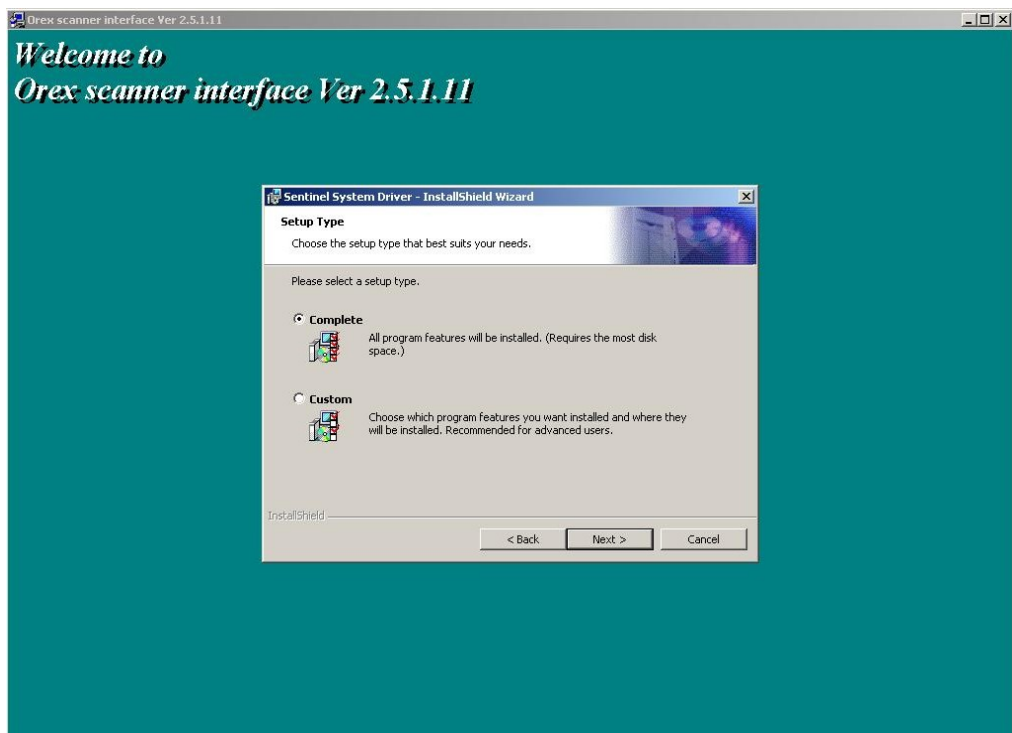 Orex scanner interface Ver 2.5.1.11
Welcome to
Orex scanner interface Ver 2.5.1.11
Sentinel System Driver - InstallShield Wizard
Setup Type
Choose the setup type that best suits your needs.
Please select a setup type.
Complete
All program features will be installed. (Requires the most disk
space.)
Custom
Choose which program features you want installed and where they
will be installed. Recommended for advanced users.
InstallShield
< Back Next > Cancel